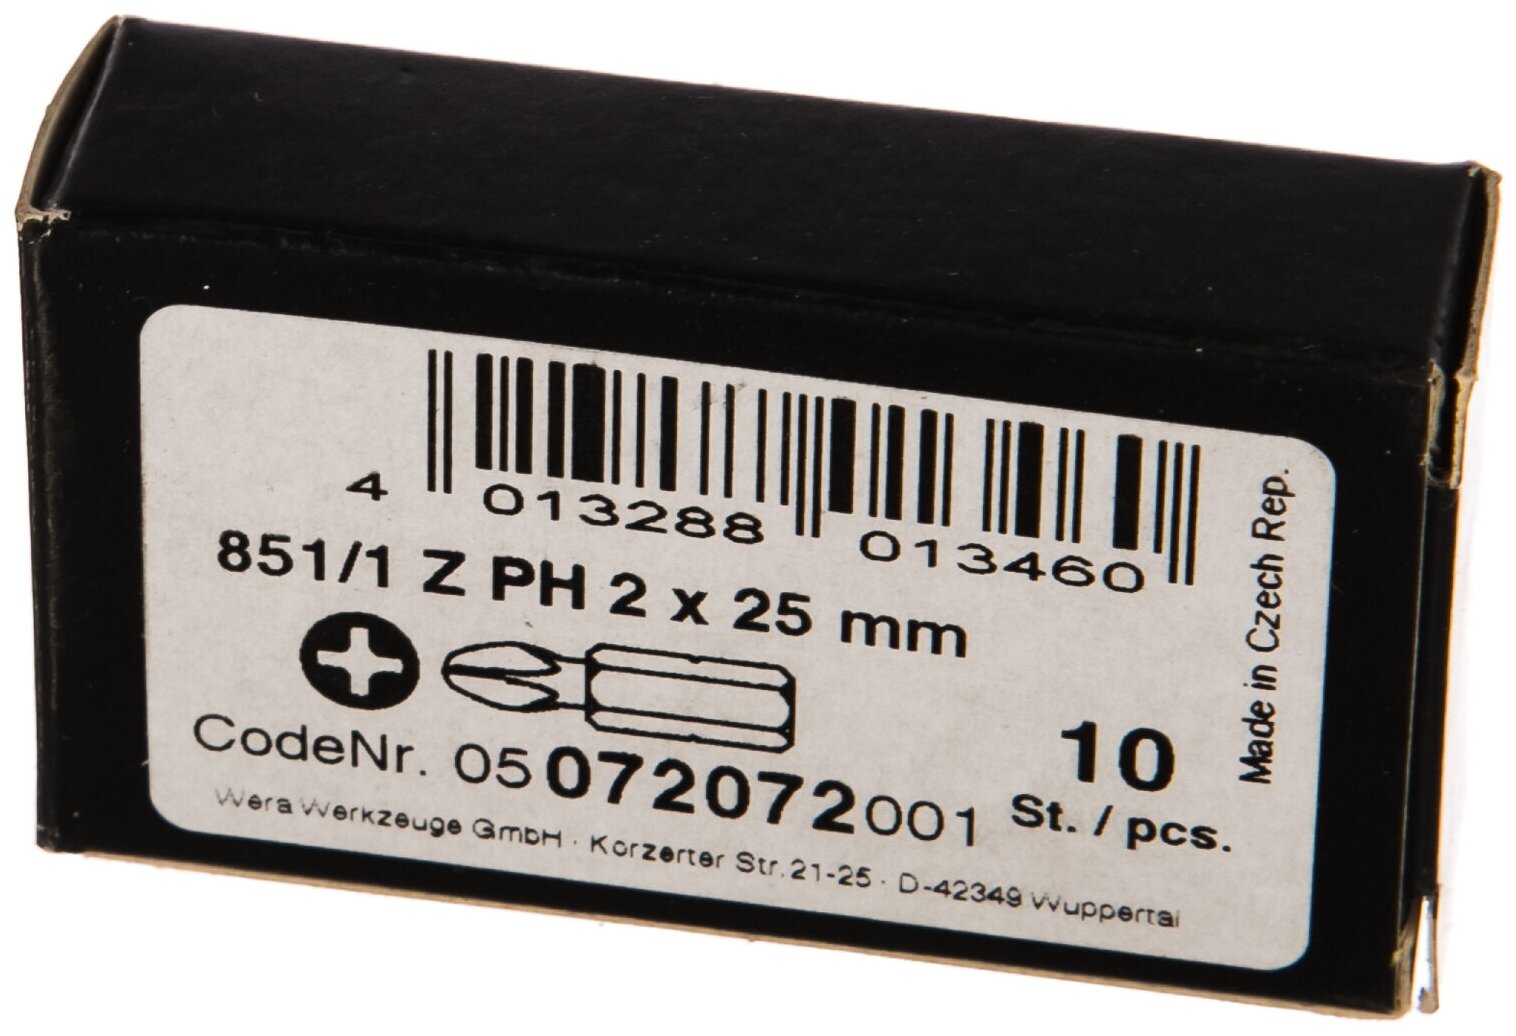 4 013288 013460
851/1 Z PH 2 x 25 mm
CodeNr. 05072072001
10
St. / pcs.
Wera Werkzeuge GmbH · Korzerter Str. 21-25 · D-42349 Wuppertal
Made in Czech Rep.